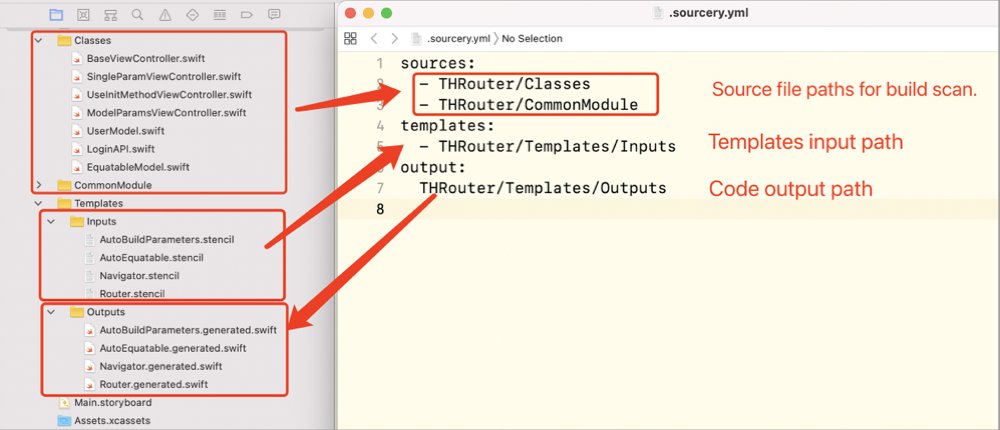 Classes
BaseViewController.swift
SingleParamViewController.swift
UseInitMethodViewController.swift
ModelParamsViewController.swift
UserModel.swift
LoginAPI.swift
EquatableModel.swift
CommonModule
Templates
Inputs
AutoBuildParameters.stencil
AutoEquatable.stencil
Navigator.stencil
Router.stencil
Outputs
AutoBuildParameters.generated.swift
AutoEquatable.generated.swift
Navigator.generated.swift
Router.generated.swift
Main.storyboard
Assets.xcassets
.sourcery.yml
.sourcery.yml 〉 No Selection
1 sources:
2 - THRouter/Classes
3 - THRouter/CommonModule
4 templates:
5 - THRouter/Templates/Inputs
6 output:
7 THRouter/Templates/Outputs
8
Source file paths for build scan.
Templates input path
Code output path